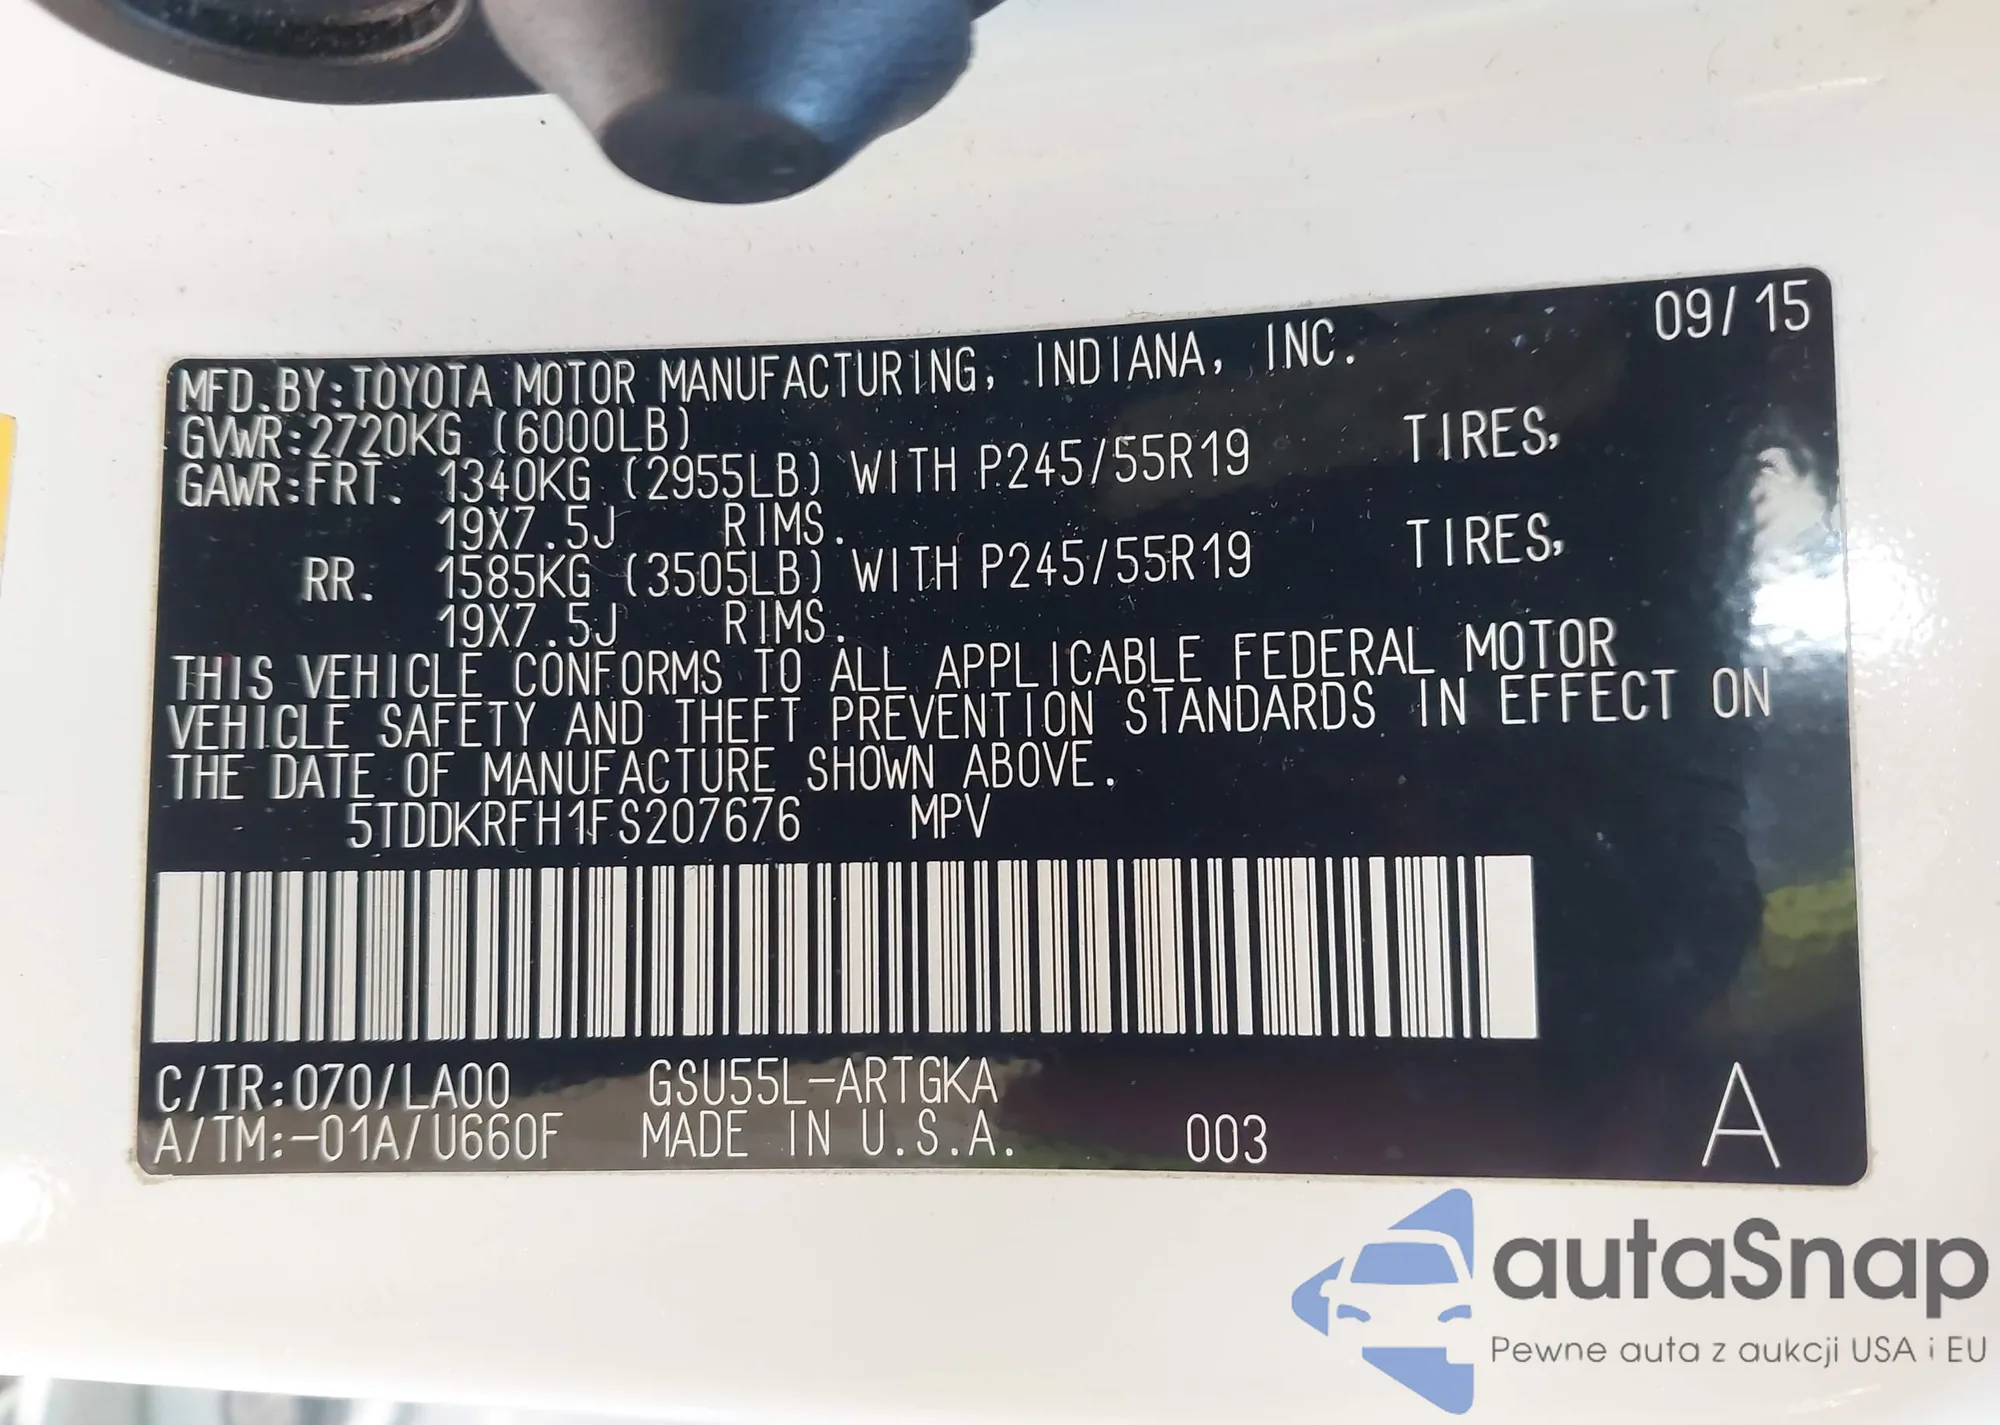 09/15
MFD.BY:TOYOTA MOTOR MANUFACTURING, INDIANA, INC.
GVWR:2720KG (6000LB)
GAWR:FRT. 1340KG (2955LB) WITH P245/55R19 TIRES,
19X7.5J RIMS.
RR. 1585KG (3505LB) WITH P245/55R19 TIRES,
19X7.5J RIMS.
THIS VEHICLE CONFORMS TO ALL APPLICABLE FEDERAL MOTOR
VEHICLE SAFETY AND THEFT PREVENTION STANDARDS IN EFFECT ON
THE DATE OF MANUFACTURE SHOWN ABOVE.
5TDDKRFH1FS207676 MPV
C/TR:070/LA00 GSU55L-ARTGKA
A/TM:-01A/U660F MADE IN U.S.A. 003 A
autaSnap
Pewne auta z aukcji USA i EU